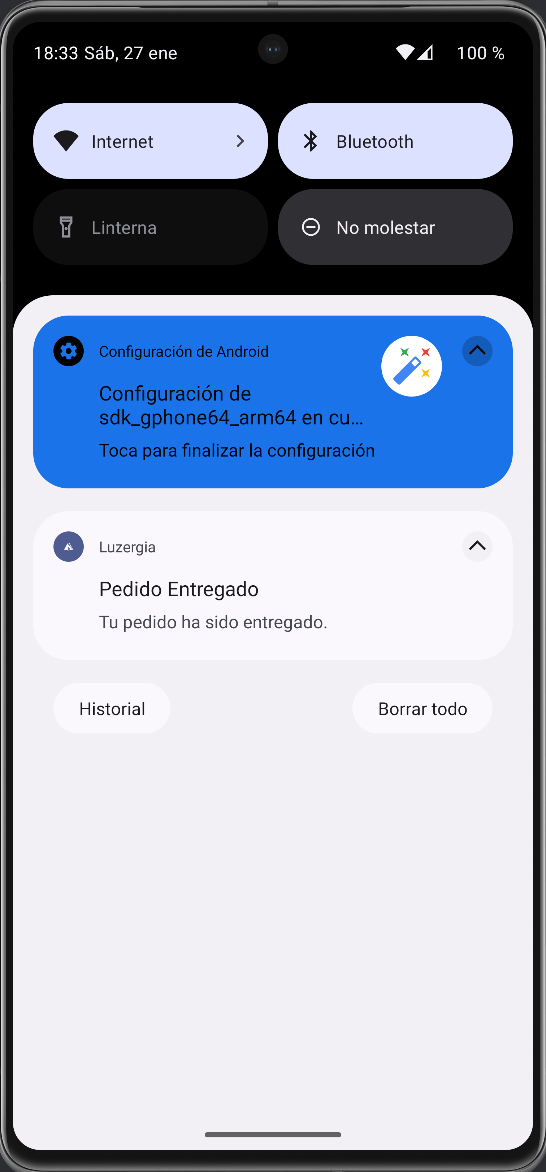 18:33 Sáb, 27 ene 100 %
Internet Bluetooth
Linterna No molestar
Configuración de Android
Configuración de
sdk_gphone64_arm64 en cu…
Toca para finalizar la configuración
Luzergia
Pedido Entregado
Tu pedido ha sido entregado.
Historial Borrar todo